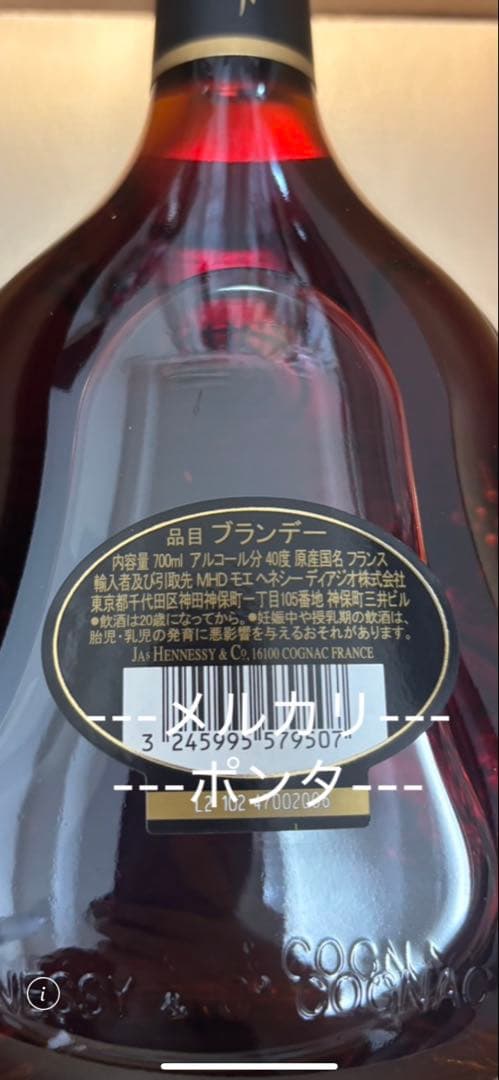 品目 ブランデー
内容量 700ml アルコール分 40度 原産国名 フランス
輸入者及び引取先 MHD モエ ヘネシー ディアジオ株式会社
東京都千代田区神田神保町一丁目105番地 神保町三井ビル
●飲酒は20歳になってから。●妊娠中や授乳期の飲酒は、
胎児・乳児の発育に悪影響を与えるおそれがあります。
JAs HENNESSY & Co, 16100 COGNAC FRANCE
---メルカリ---
3 245995 579507
---ポンタ---
L2 102 47002006
COGNAC
NESSY & Co COGNAC